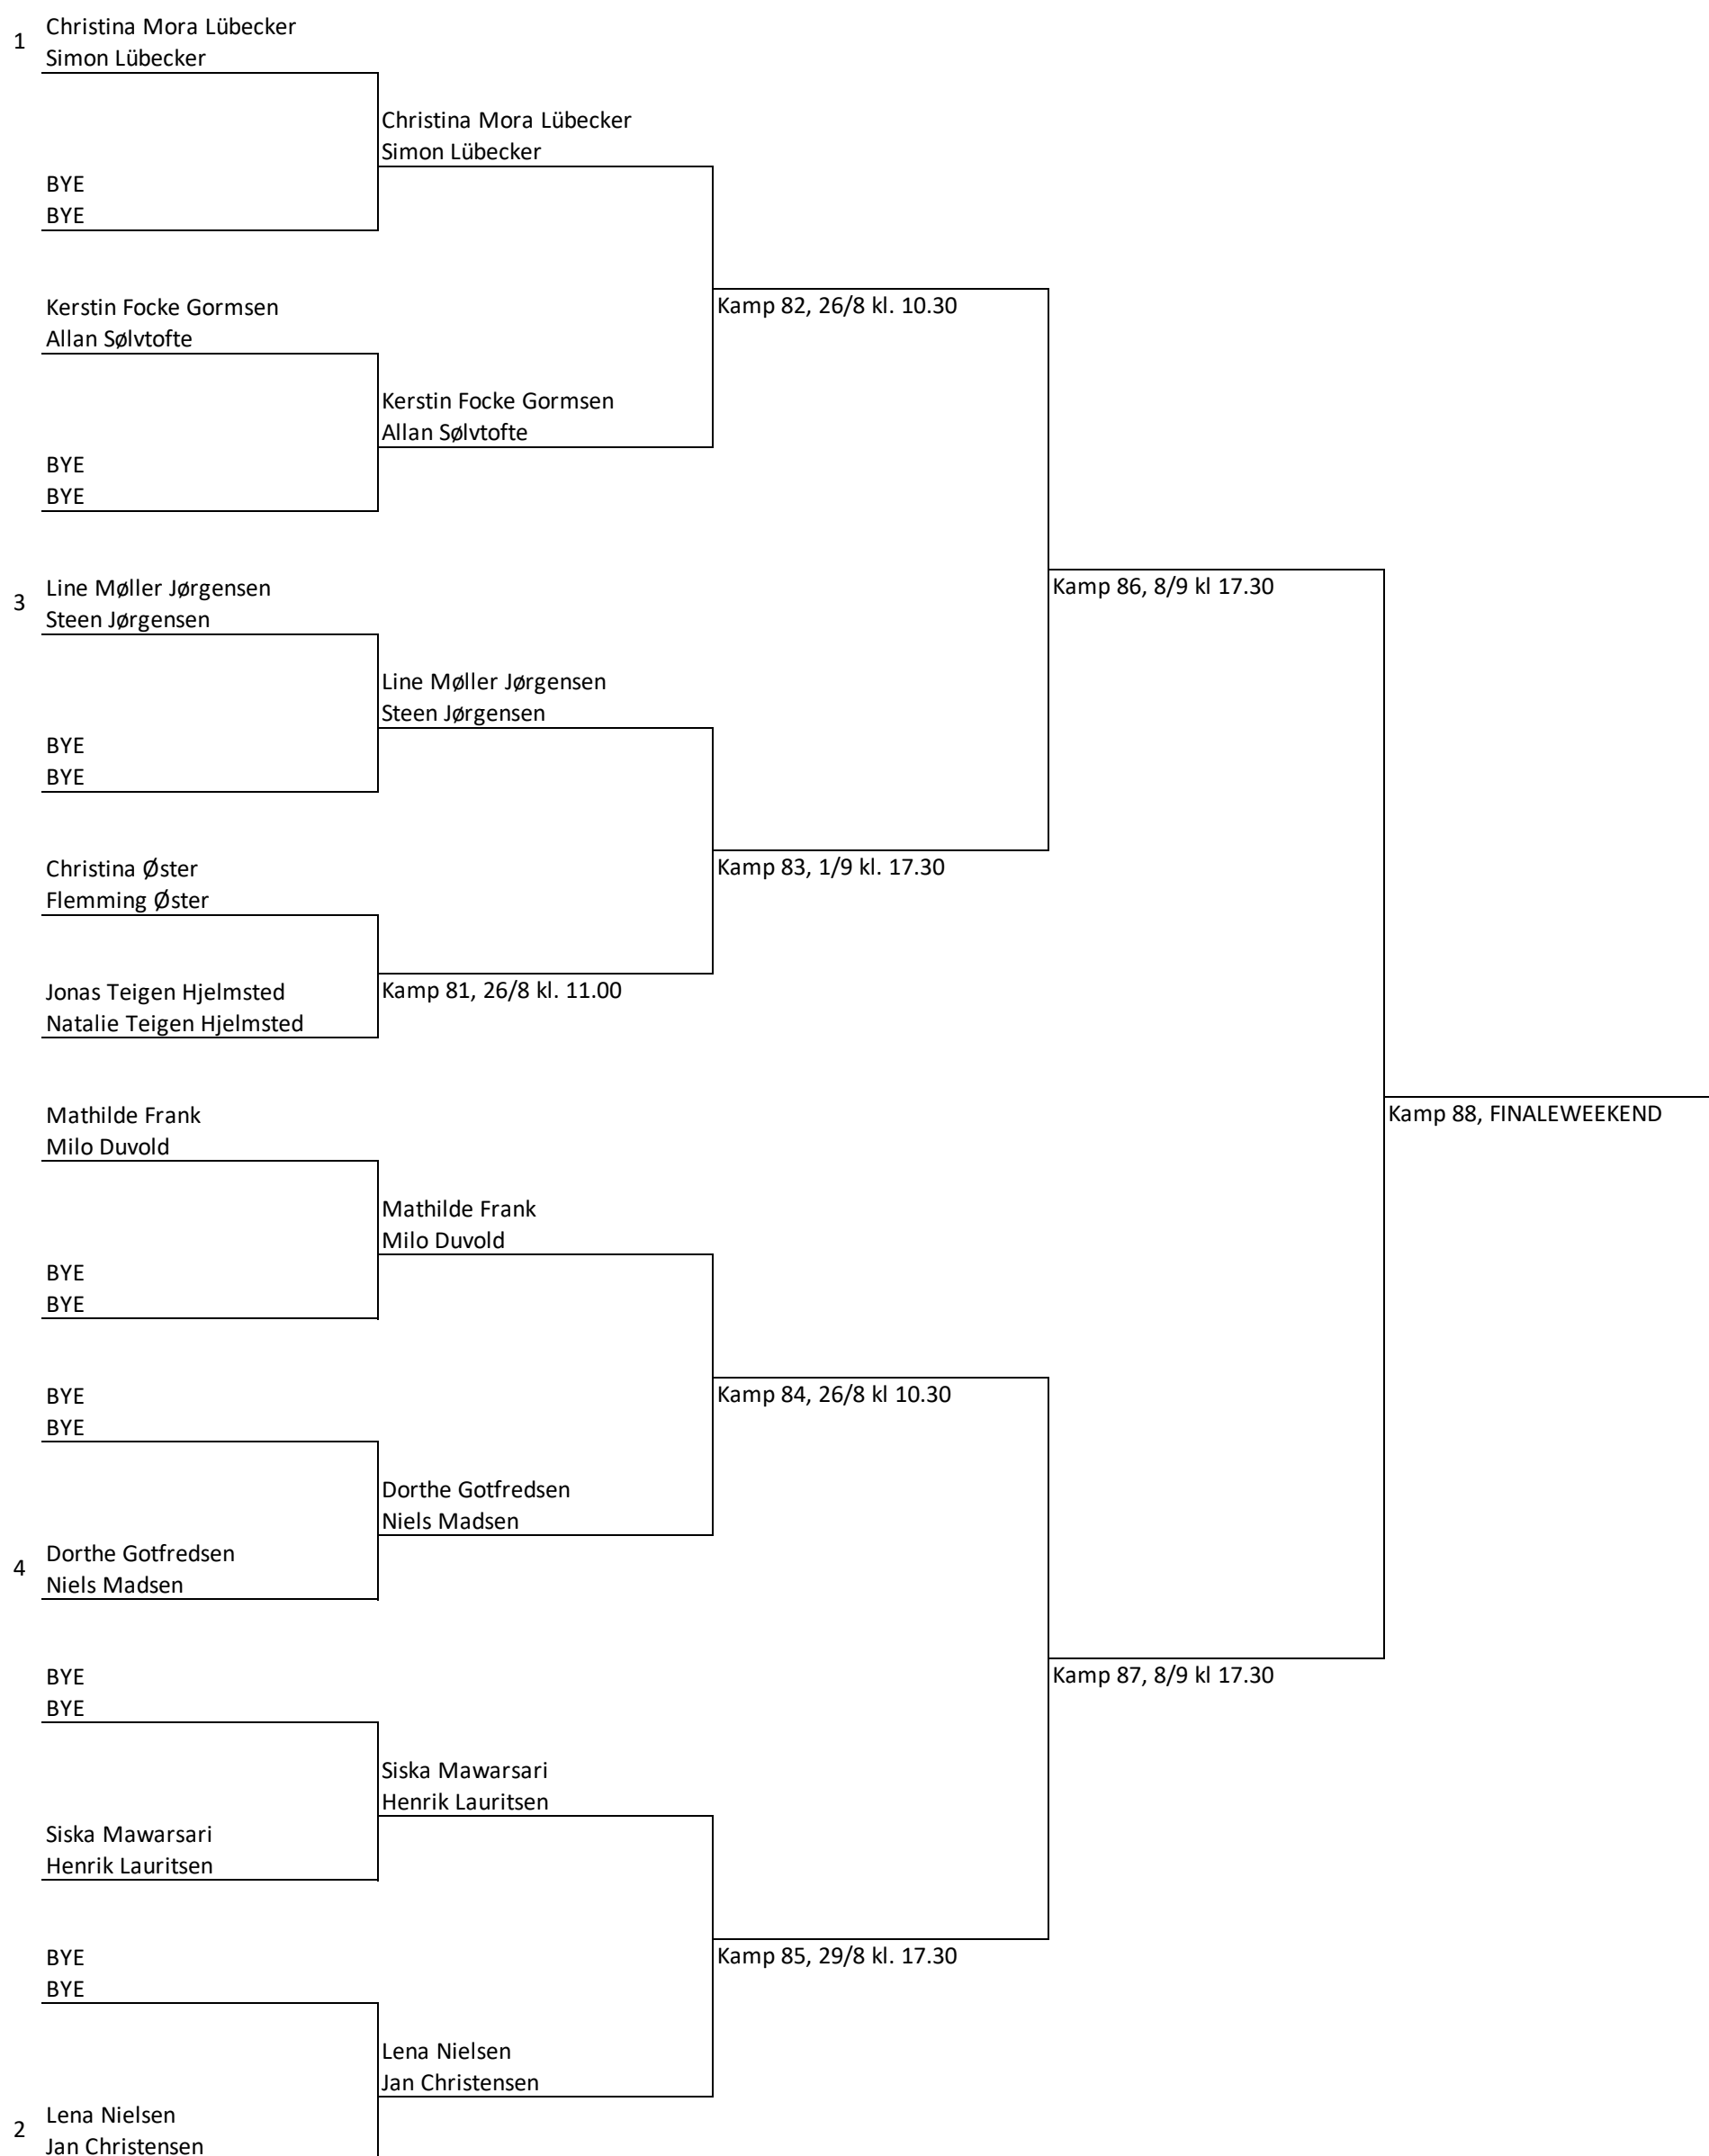 1
Christina Mora Lübecker
Simon Lübecker
Christina Mora Lübecker
Simon Lübecker
BYE
BYE
Kerstin Focke Gormsen
Allan Sølvtofte
Kamp 82, 26/8 kl. 10.30
Kerstin Focke Gormsen
Allan Sølvtofte
BYE
BYE
3
Line Møller Jørgensen
Steen Jørgensen
Kamp 86, 8/9 kl 17.30
Line Møller Jørgensen
Steen Jørgensen
BYE
BYE
Christina Øster
Flemming Øster
Kamp 83, 1/9 kl. 17.30
Jonas Teigen Hjelmsted
Natalie Teigen Hjelmsted
Kamp 81, 26/8 kl. 11.00
Mathilde Frank
Milo Duvold
Kamp 88, FINALEWEEKEND
Mathilde Frank
Milo Duvold
BYE
BYE
BYE
BYE
Kamp 84, 26/8 kl 10.30
Dorthe Gotfredsen
Niels Madsen
4
Dorthe Gotfredsen
Niels Madsen
BYE
BYE
Kamp 87, 8/9 kl 17.30
Siska Mawarsari
Henrik Lauritsen
Siska Mawarsari
Henrik Lauritsen
BYE
BYE
Kamp 85, 29/8 kl. 17.30
Lena Nielsen
Jan Christensen
2
Lena Nielsen
Jan Christensen